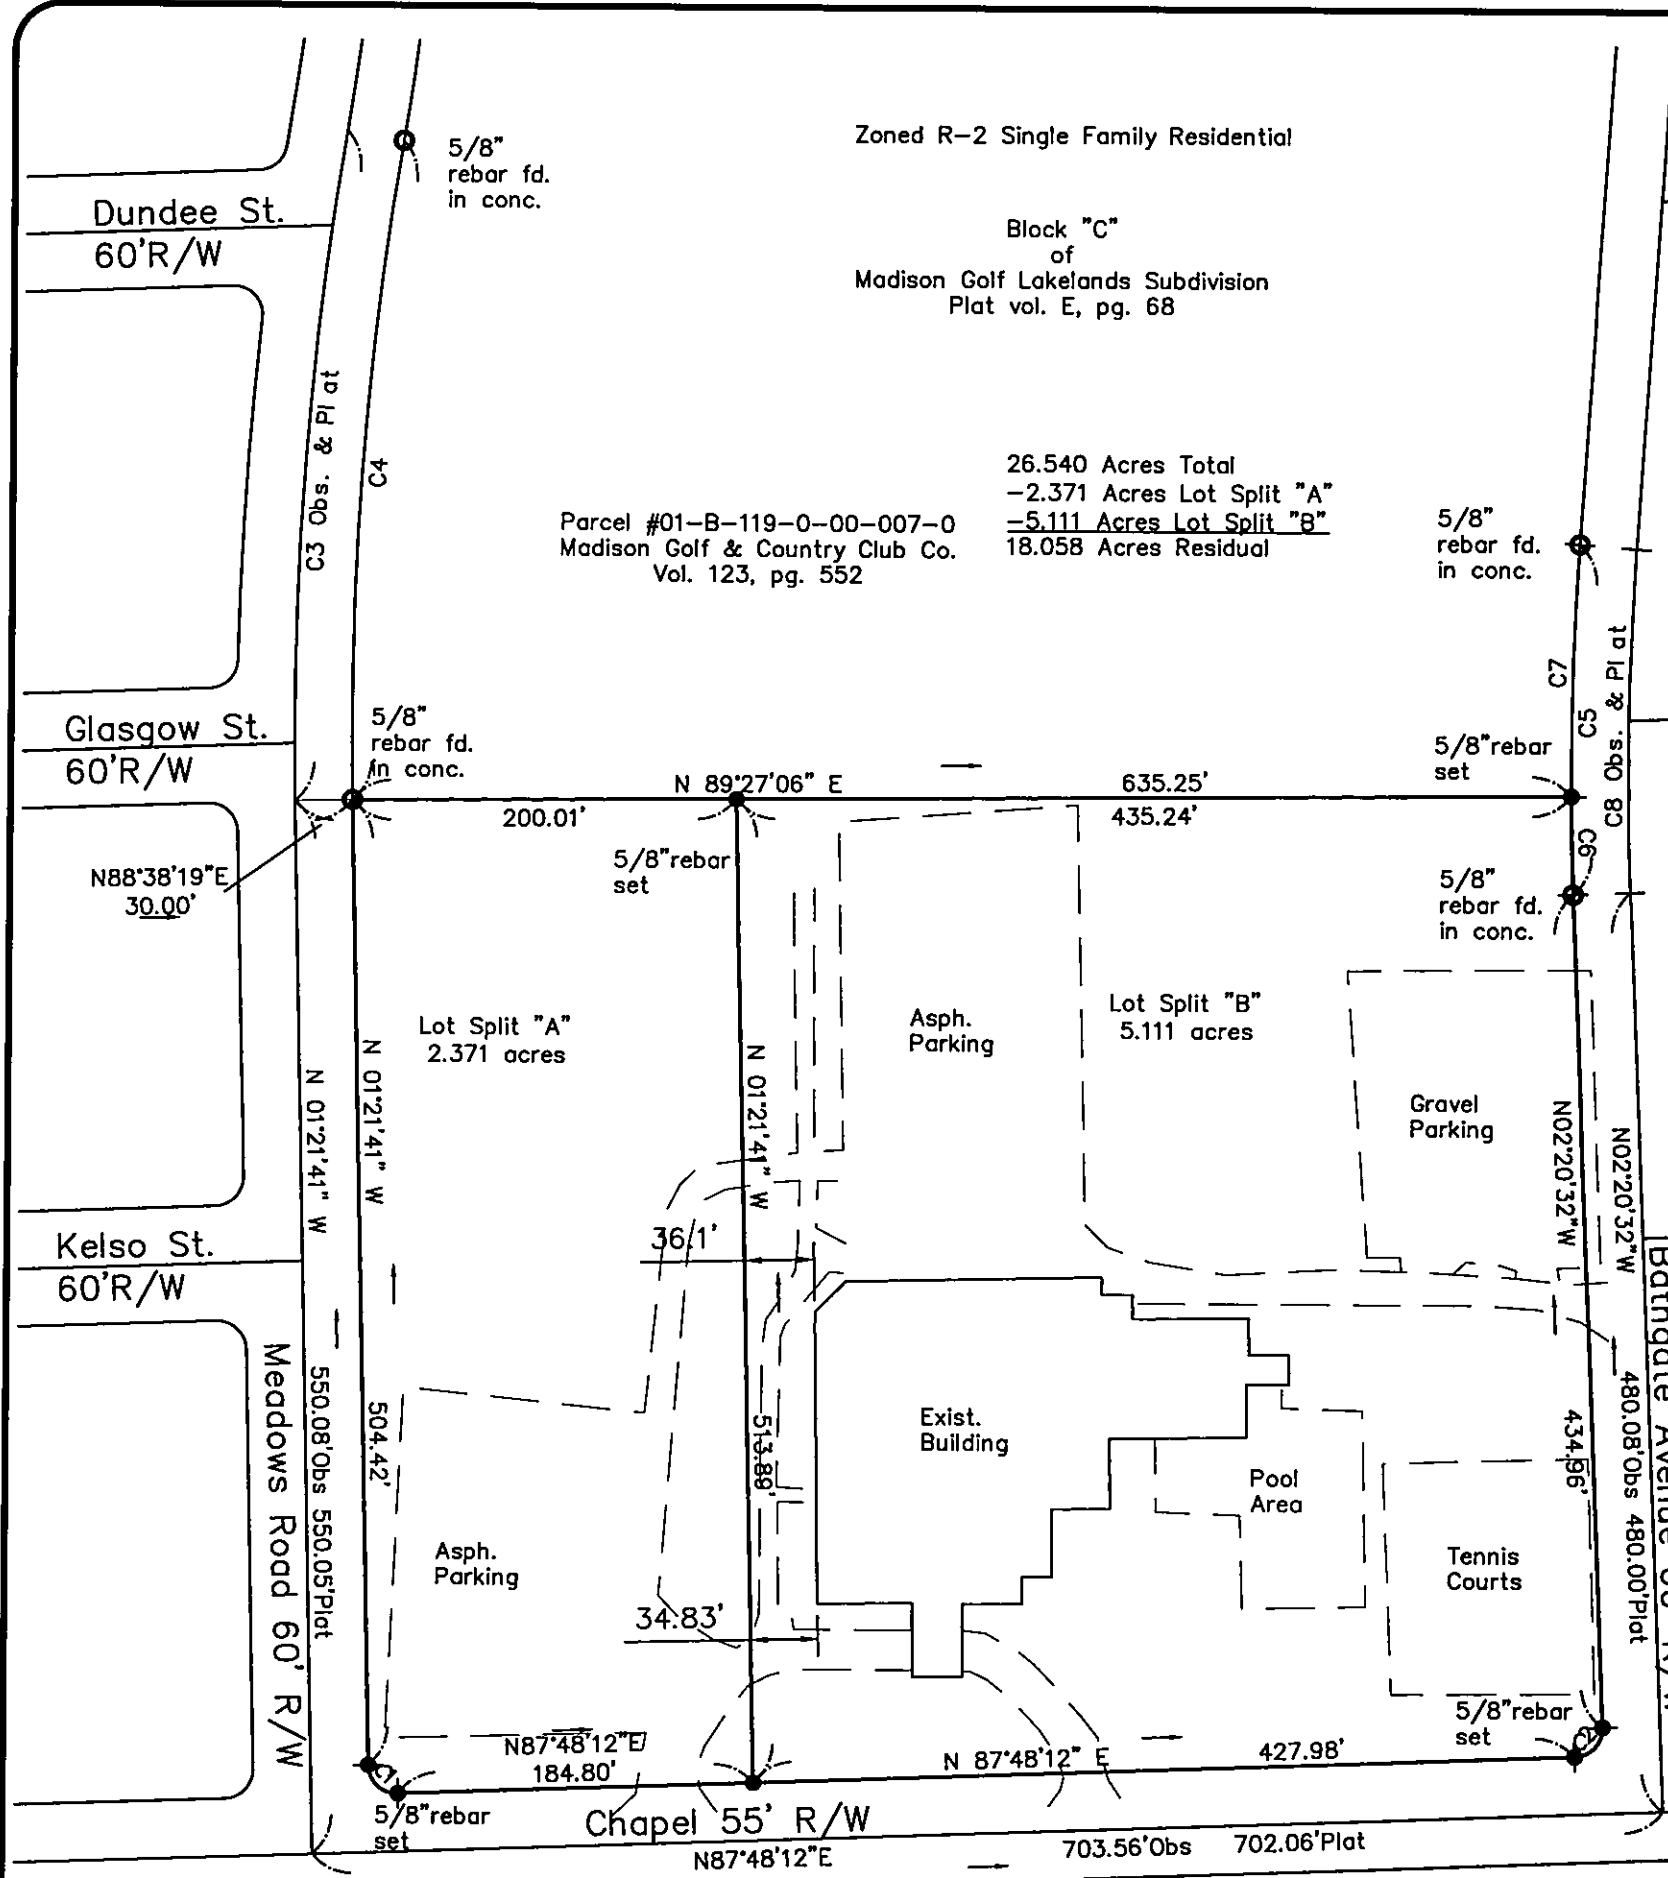 Zoned R-2 Single Family Residential
5/8"
rebar fd.
in conc.
Dundee St.
60'R/W
Block "C"
of
Madison Golf Lakelands Subdivision
Plat vol. E, pg. 68
C3 Obs. & Plat
C4
26.540 Acres Total
-2.371 Acres Lot Split "A"
-5.111 Acres Lot Split "B"
18.058 Acres Residual
Parcel #01-B-119-0-00-007-0
Madison Golf & Country Club Co.
Vol. 123, pg. 552
5/8"
rebar fd.
in conc.
C7
C5
C8 Obs. & Plat
Glasgow St.
60'R/W
5/8"
rebar fd.
in conc.
5/8"rebar
set
N 89°27'06" E
635.25'
200.01'
435.24'
C6
5/8"rebar
set
N88°38'19"E
30.00'
5/8"
rebar fd.
in conc.
Lot Split "A"
2.371 acres
Asph.
Parking
Lot Split "B"
5.111 acres
Gravel
Parking
N 01°21'41" W
N 01°21'41" W
N 01°21'41" W
N02°20'32"W
N02°20'32"W
36.1'
Kelso St.
60'R/W
Meadows Road 60' R/W
550.08'Obs 550.05'Plat
504.42'
513.89'
Exist.
Building
Pool
Area
434.96'
480.08'Obs 480.00'Plat
Bathgate Avenue
R/W
Asph.
Parking
Tennis
Courts
34.83'
5/8"rebar
set
C2
C1
N87°48'12"E
184.80'
N 87°48'12" E
427.98'
5/8"rebar
set
Chapel 55' R/W
N87°48'12"E
703.56'Obs
702.06'Plat